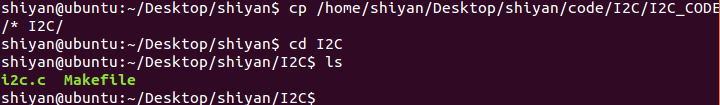 shiyan@ubuntu:~/Desktop/shiyan$ cp /home/shiyan/Desktop/shiyan/code/I2C/I2C_CODE
/* I2C/
shiyan@ubuntu:~/Desktop/shiyan$ cd I2C
shiyan@ubuntu:~/Desktop/shiyan/I2C$ ls
i2c.c  Makefile
shiyan@ubuntu:~/Desktop/shiyan/I2C$